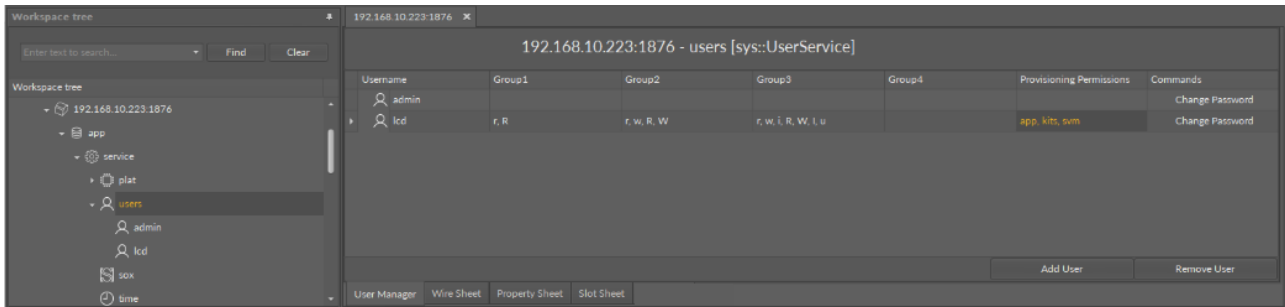 Workspace tree
Enter text to search...
Find
Clear
Workspace tree
192.168.10.223:1876
app
service
plat
users
admin
lcd
sox
time
192.168.10.223:1876 ×
192.168.10.223:1876 - users [sys::UserService]
Username Group1 Group2 Group3 Group4 Provisioning Permissions Commands
admin Change Password
lcd r, R r, w, R, W r, w, i, R, W, I, u app, kits, svm Change Password
Add User Remove User
User Manager Wire Sheet Property Sheet Slot Sheet